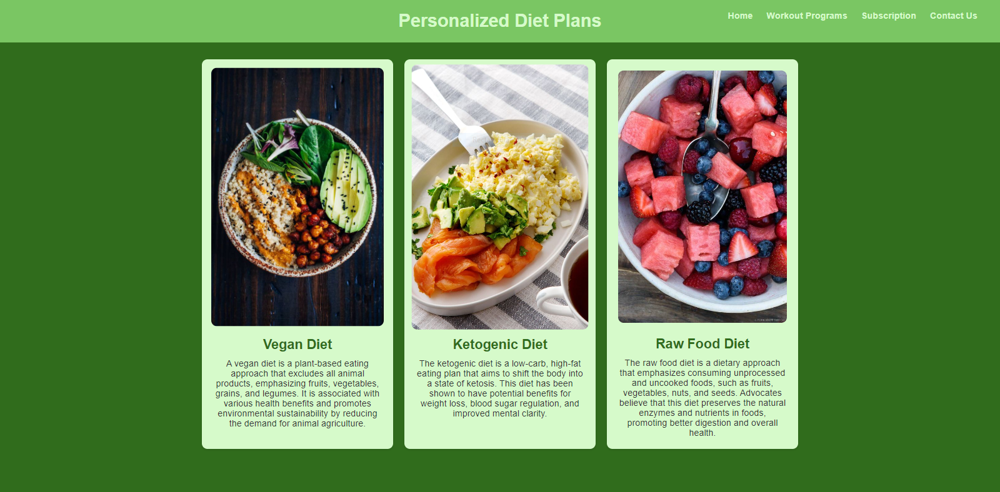 Personalized Diet Plans
Home Workout Programs Subscription Contact Us
Vegan Diet
A vegan diet is a plant-based eating
approach that excludes all animal
products, emphasizing fruits, vegetables,
grains, and legumes. It is associated with
various health benefits and promotes
environmental sustainability by reducing
the demand for animal agriculture.
Ketogenic Diet
The ketogenic diet is a low-carb, high-fat
eating plan that aims to shift the body into
a state of ketosis. This diet has been
shown to have potential benefits for
weight loss, blood sugar regulation, and
improved mental clarity.
Raw Food Diet
The raw food diet is a dietary approach
that emphasizes consuming unprocessed
and uncooked foods, such as fruits,
vegetables, nuts, and seeds. Advocates
believe that this diet preserves the natural
enzymes and nutrients in foods,
promoting better digestion and overall
health.